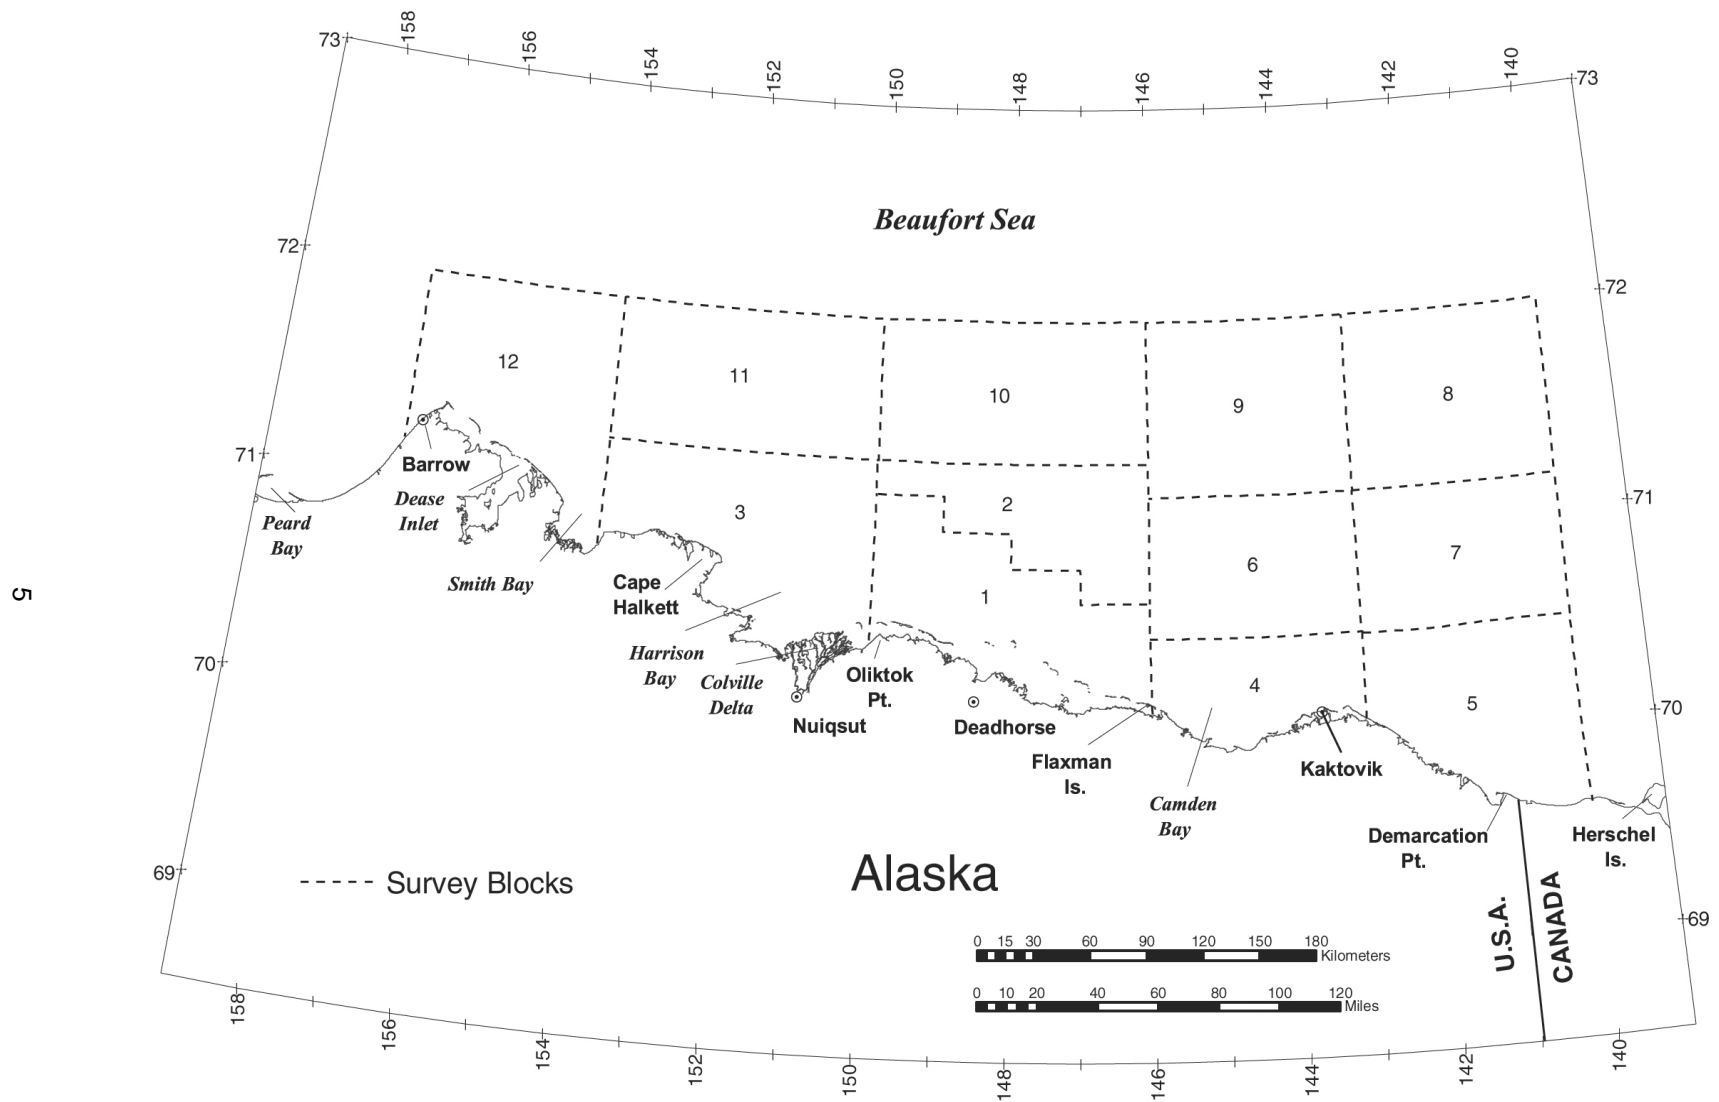 158
156
154
152
150
148
146
144
142
140
73
73
72
72
71
71
70
70
69
69
Beaufort Sea
12
11
10
9
8
3
2
1
6
7
4
5
Barrow
Dease
Inlet
Peard
Bay
Smith Bay
Cape
Halkett
Harrison
Bay
Colville
Delta
Nuiqsut
Oliktok
Pt.
Deadhorse
Flaxman
Is.
Camden
Bay
Kaktovik
Demarcation
Pt.
Herschel
Is.
5
Survey Blocks
Alaska
U.S.A.
CANADA
0 15 30 60 90 120 150 180
Kilometers
0 10 20 40 60 80 100 120
Miles
158
156
154
152
150
148
146
144
142
140